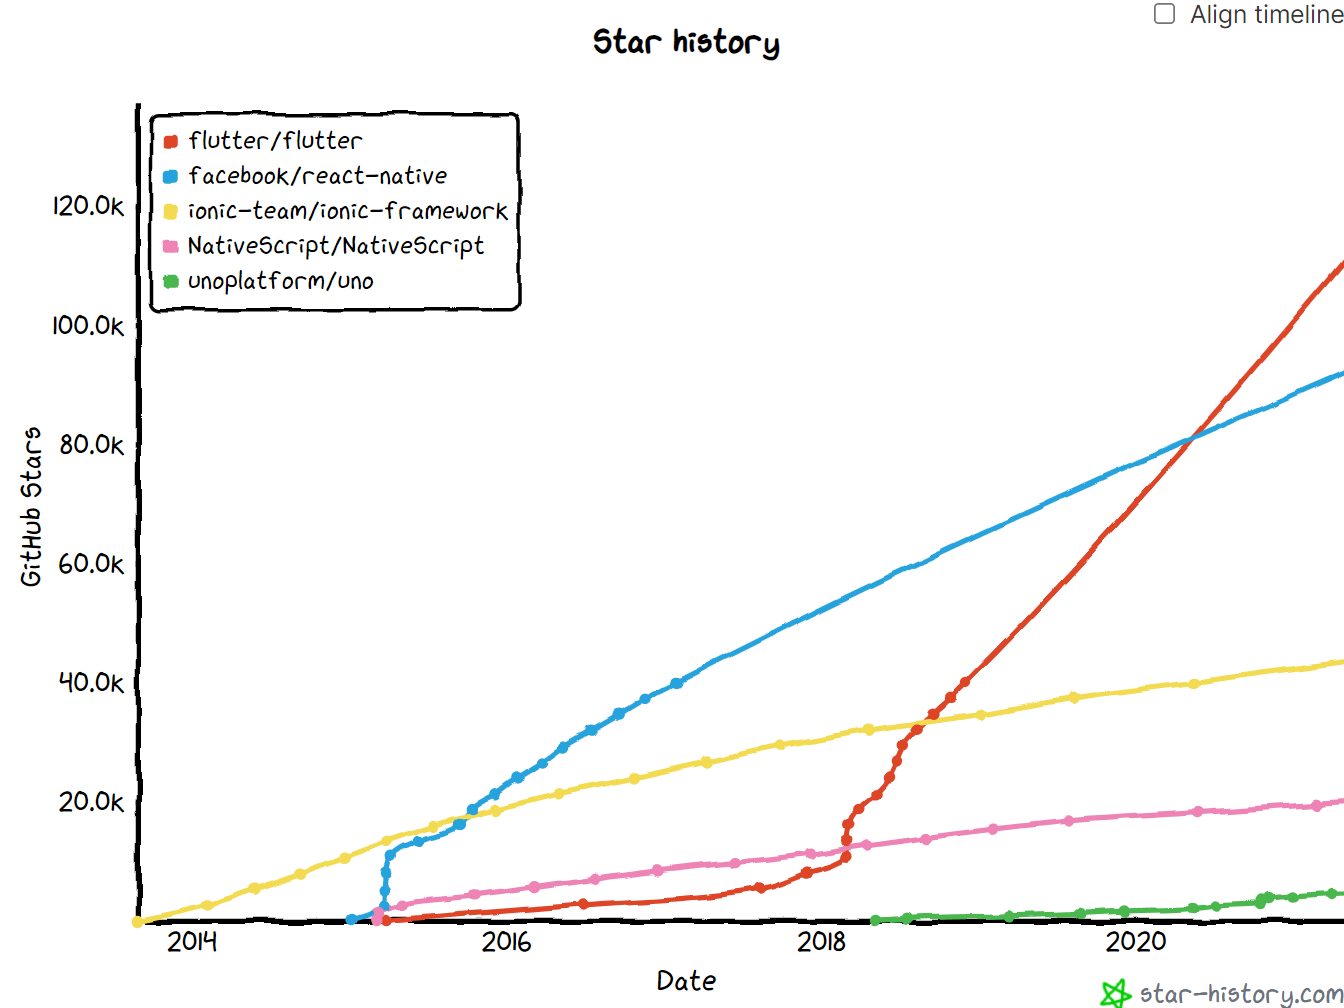 Align timeline
Star history
flutter/flutter
facebook/react-native
ionic-team/ionic-framework
NativeScript/NativeScript
unoplatform/uno
120.0k
100.0k
80.0k
60.0k
40.0k
20.0k
GitHub Stars
2014 2016 2018 2020
Date
star-history.com